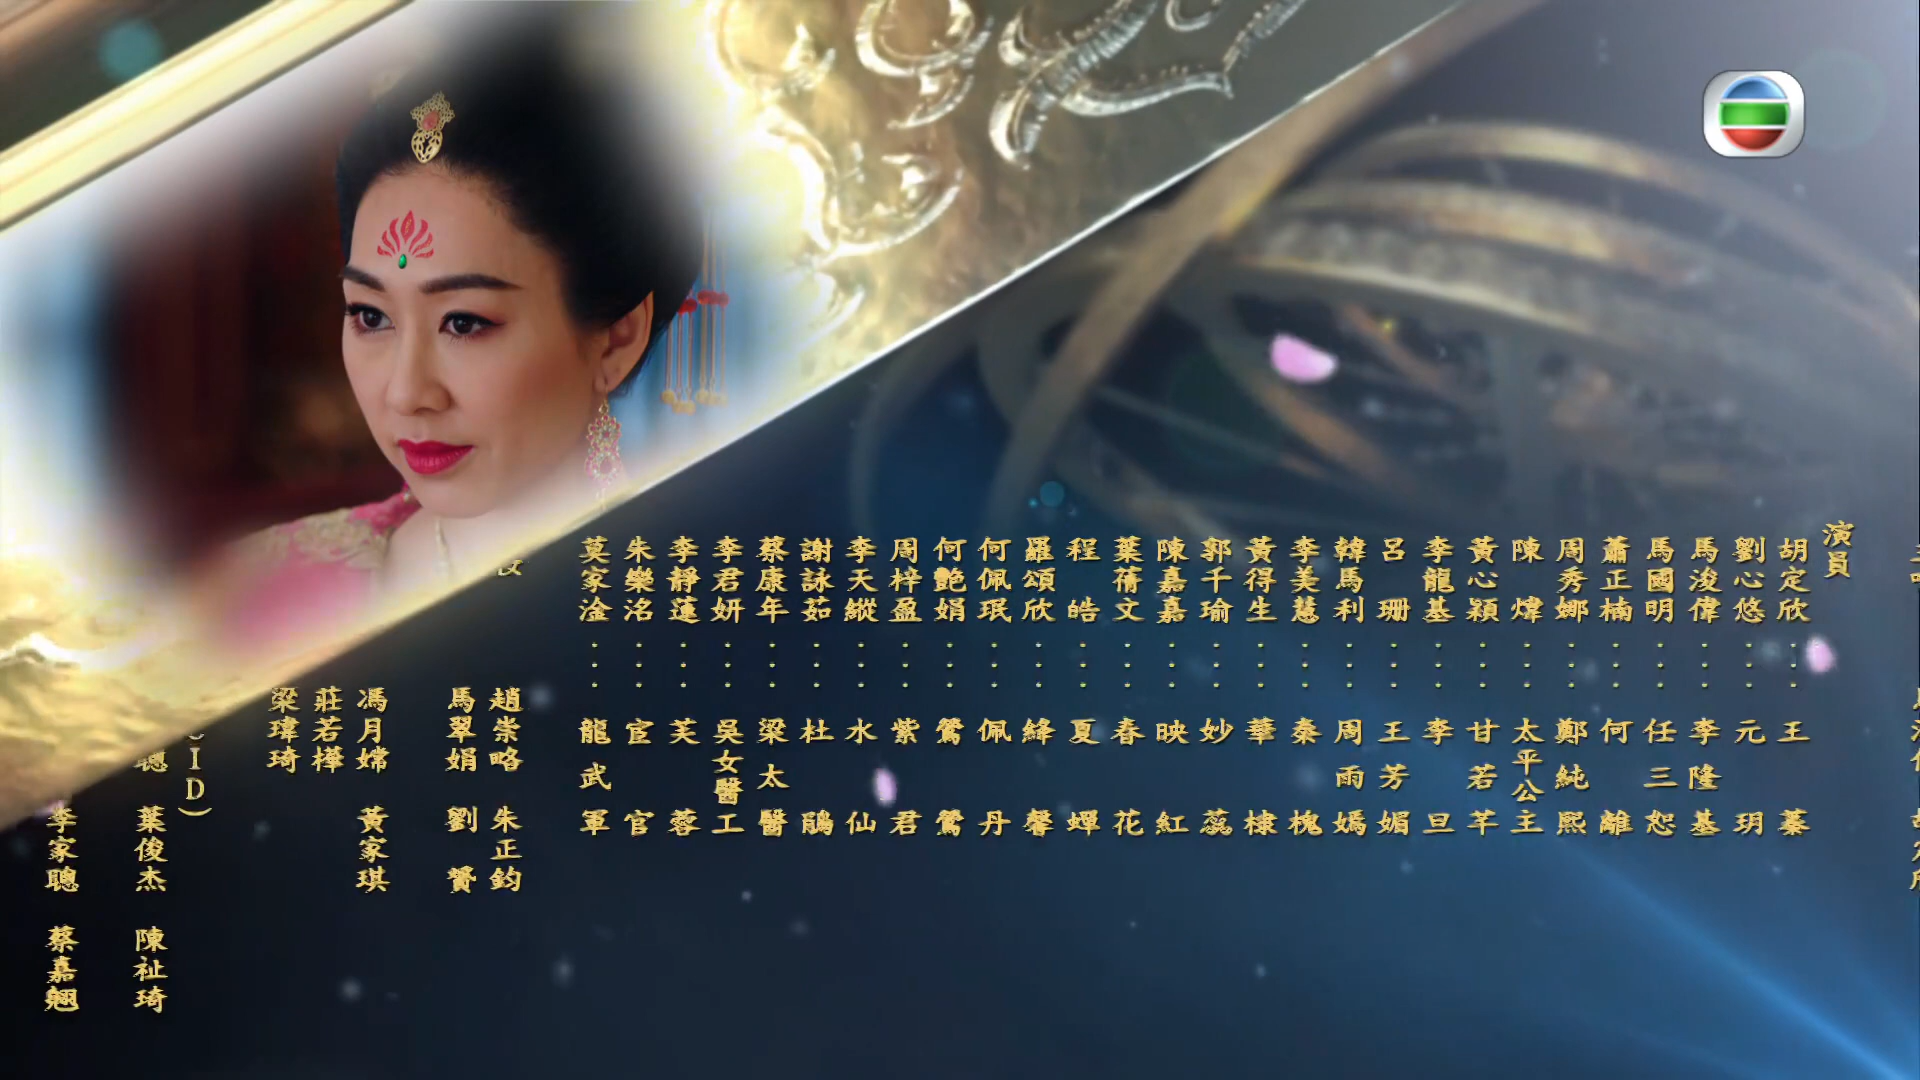 演員
胡定欣 ... 王蓁
劉心悠 ... 元玥
馬浚偉 ... 李隆基
馬國明 ... 任三恕
蕭正楠 ... 何離
周秀娜 ... 鄭純熙
陳煒 ... 太平公主
黃心穎 ... 甘若芊
李龍基 ... 李旦
呂珊 ... 王芳媚
韓馬利 ... 周雨嫣
李美慧 ... 秦槐
黃得生 ... 華棣
郭千瑜 ... 妙蕊
陳嘉嘉 ... 映紅
葉蒨文 ... 春花
程皓 ... 夏蟬
羅頌欣 ... 絳馨
何佩珉 ... 佩丹
何艷娟 ... 鶯鶯
周梓盈 ... 紫君
李天縱 ... 水仙
謝詠茹 ... 杜鵑
蔡康年 ... 梁太醫
李君妍 ... 吳女醫工
李靜蓮 ... 芙蓉
朱樂洺 ... 宦官
莫家淦 ... 龍武軍
趙崇略 朱正鈞
馬翠娟 劉贇
馮月嫦 黃家琪
莊若樺
梁瑋琦
ID)
聰 葉俊杰 陳祉琦
李家聰 蔡嘉翹